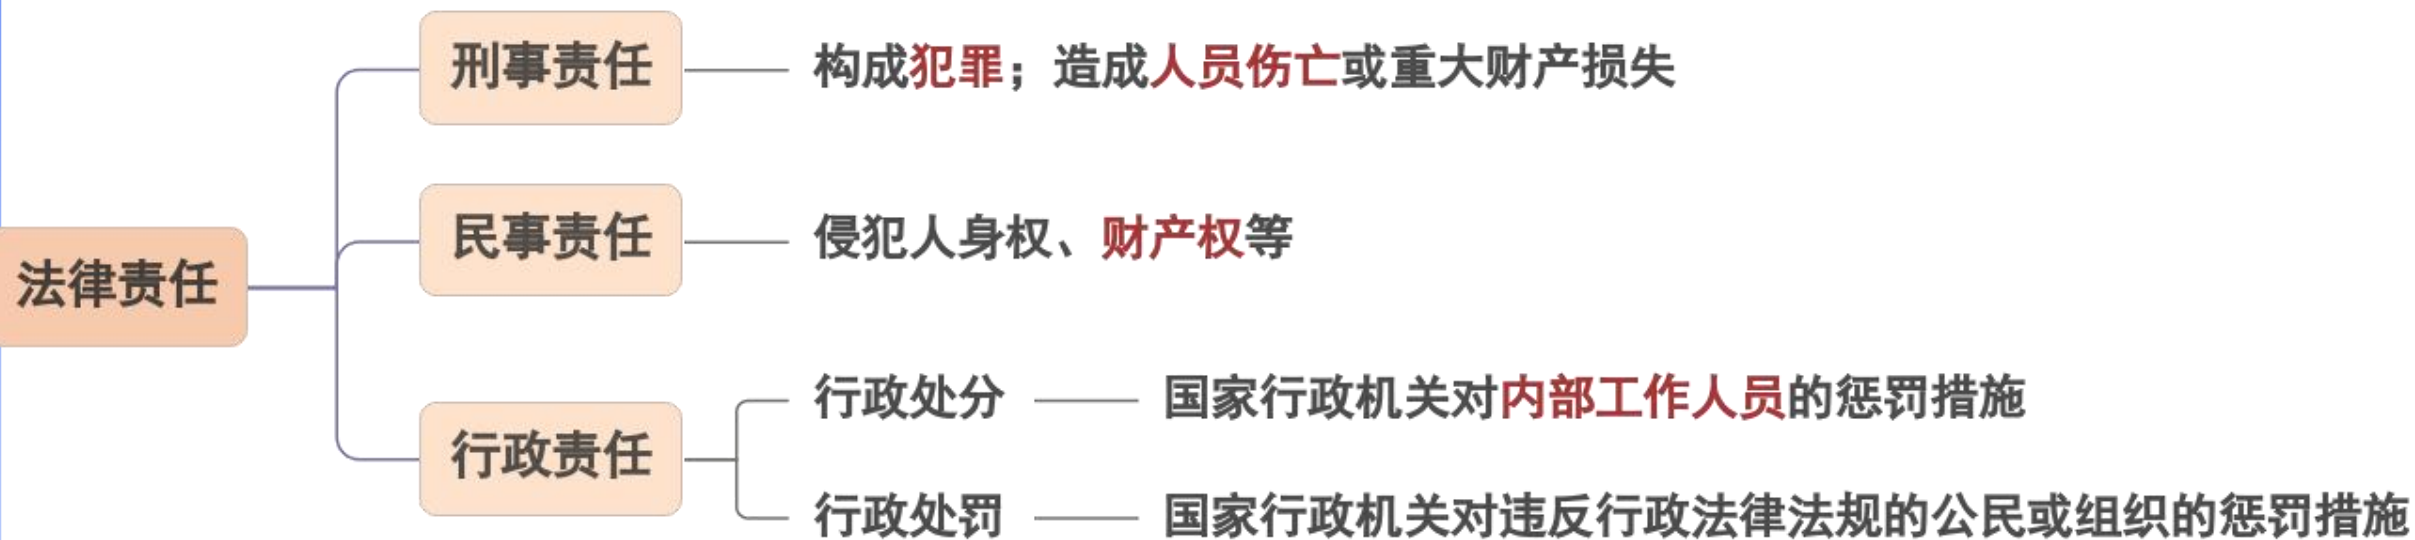 法律责任
刑事责任
构成犯罪；造成人员伤亡或重大财产损失
民事责任
侵犯人身权、财产权等
行政责任
行政处分
国家行政机关对内部工作人员的惩罚措施
行政处罚
国家行政机关对违反行政法律法规的公民或组织的惩罚措施